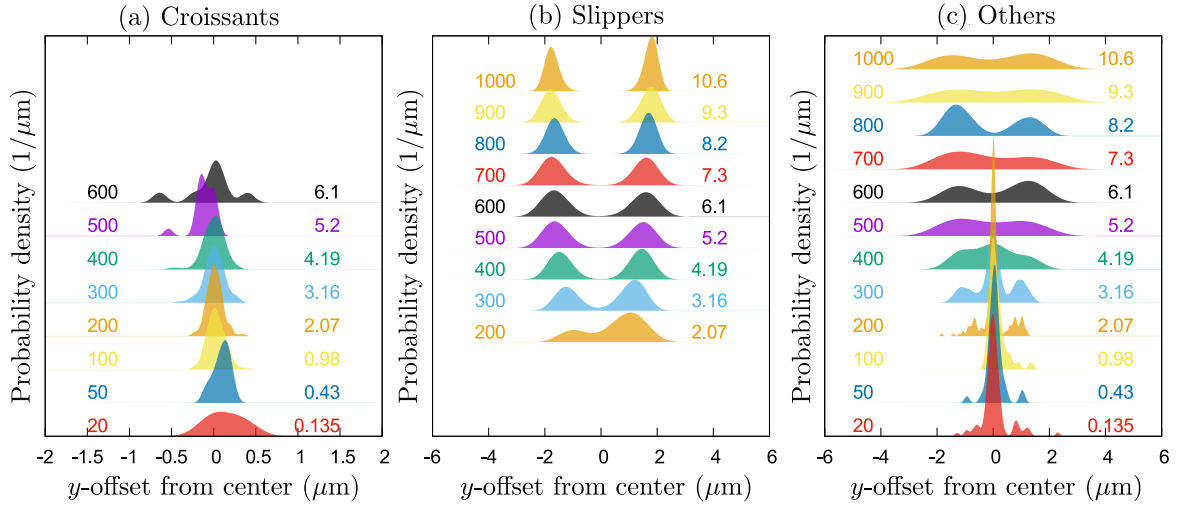 (a) Croissants
Probability density (1/μm)
600 6.1
500 5.2
400 4.19
300 3.16
200 2.07
100 0.98
50 0.43
20 0.135
-2 -1.5 -1 -0.5 0 0.5 1 1.5 2
y-offset from center (μm)
(b) Slippers
Probability density (1/μm)
1000 10.6
900 9.3
800 8.2
700 7.3
600 6.1
500 5.2
400 4.19
300 3.16
200 2.07
-6 -4 -2 0 2 4 6
y-offset from center (μm)
(c) Others
Probability density (1/μm)
1000 10.6
900 9.3
800 8.2
700 7.3
600 6.1
500 5.2
400 4.19
300 3.16
200 2.07
100 0.98
50 0.43
20 0.135
-6 -4 -2 0 2 4 6
y-offset from center (μm)